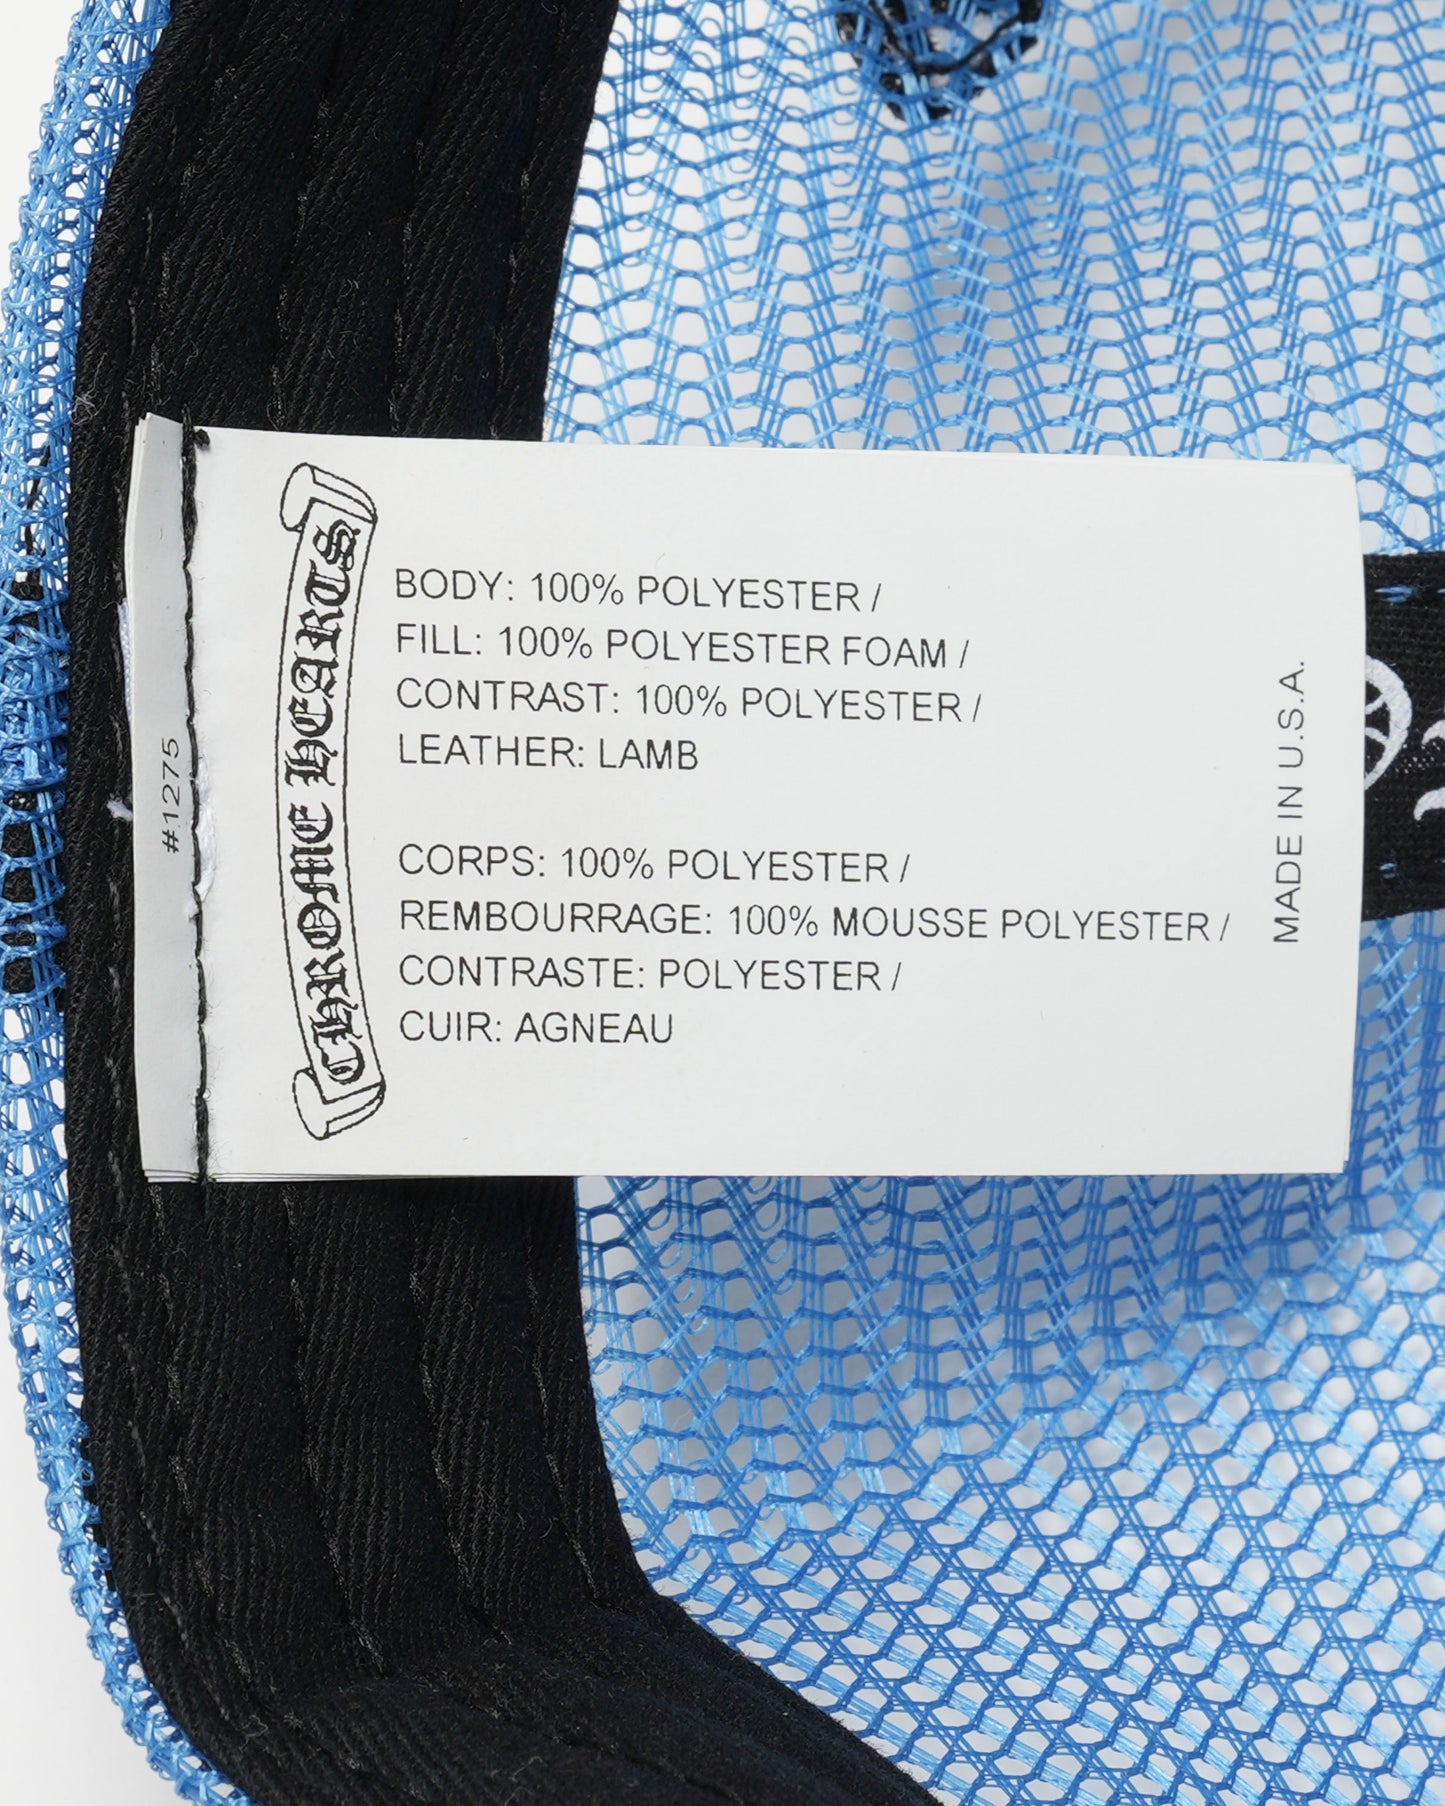 #1275
CHROME HEARTS
BODY: 100% POLYESTER /
FILL: 100% POLYESTER FOAM /
CONTRAST: 100% POLYESTER /
LEATHER: LAMB
CORPS: 100% POLYESTER /
REMBOURRAGE: 100% MOUSSE POLYESTER /
CONTRASTE: POLYESTER /
CUIR: AGNEAU
MADE IN U.S.A.